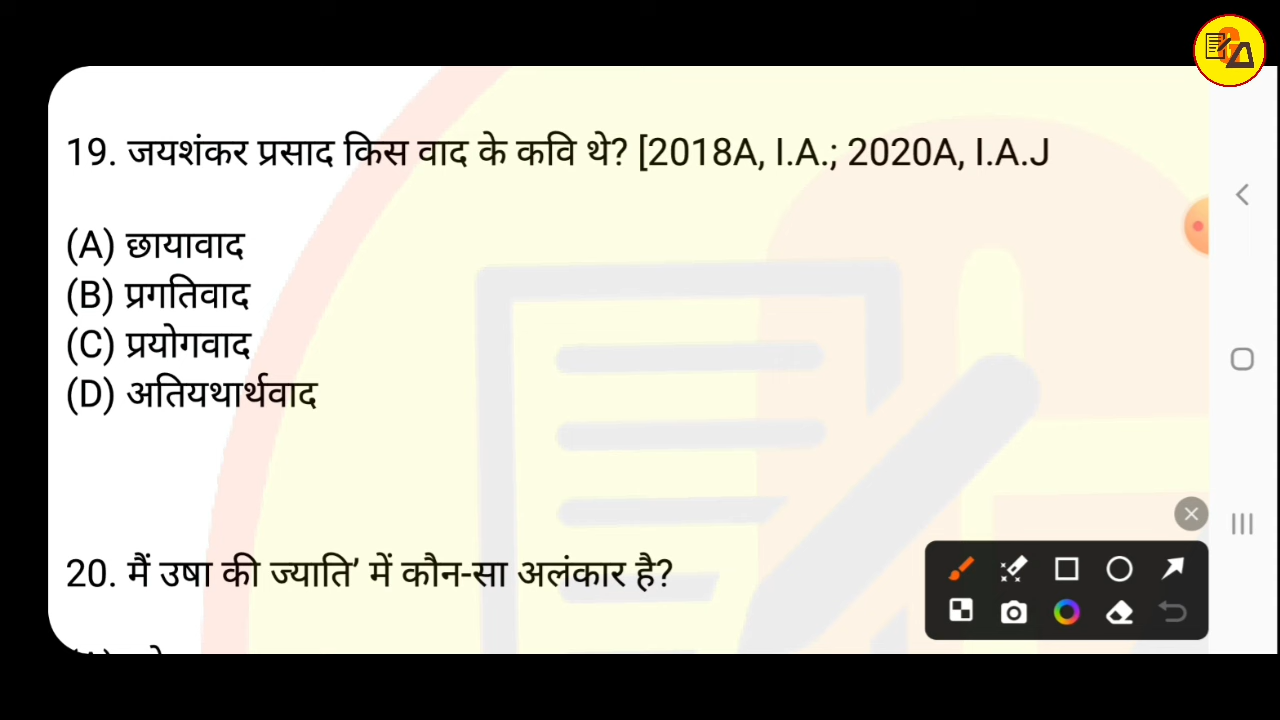 19. जयशंकर प्रसाद किस वाद के कवि थे? [2018A, I.A.; 2020A, I.A.J
(A) छायावाद
(B) प्रगतिवाद
(C) प्रयोगवाद
(D) अतियथार्थवाद
20. मैं उषा की ज्याति’ में कौन-सा अलंकार है?